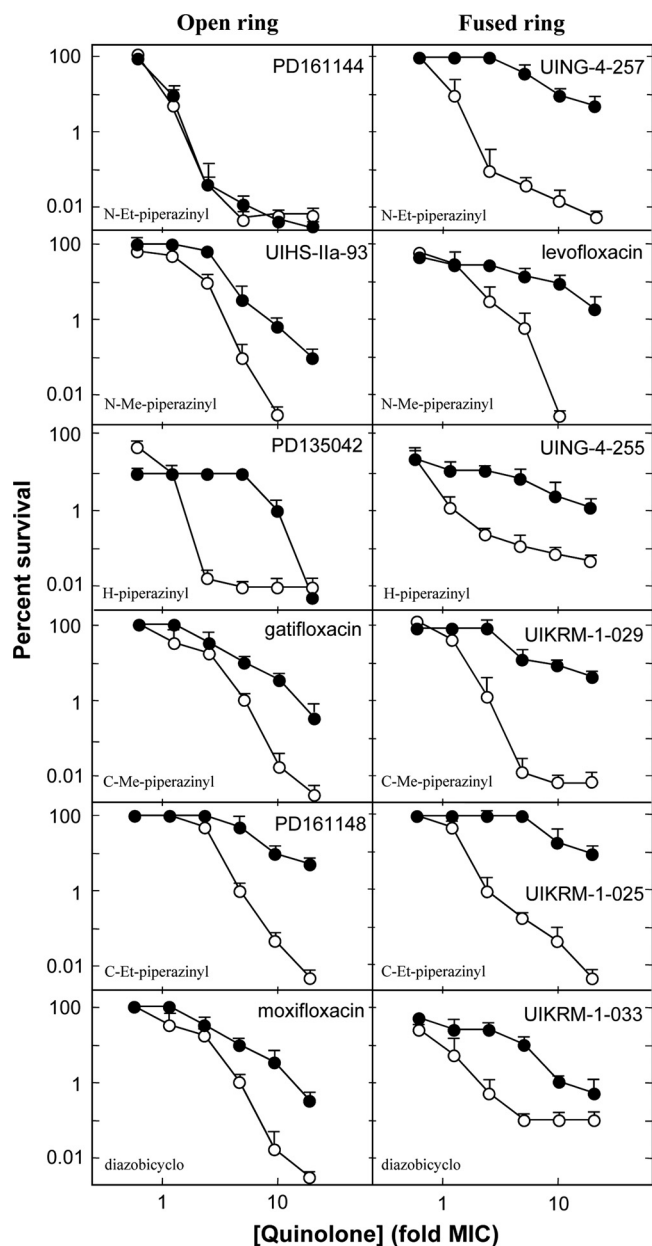 Open ring Fused ring
100 PD161144 UING-4-257
1
0.01
N-Et-piperazinyl N-Et-piperazinyl
100 UIHS-IIa-93 levofloxacin
1
0.01
N-Me-piperazinyl N-Me-piperazinyl
100 PD135042 UING-4-255
1
0.01
H-piperazinyl H-piperazinyl
100 gatifloxacin UIKRM-1-029
1
0.01
C-Me-piperazinyl C-Me-piperazinyl
100 PD161148
1 UIKRM-1-025
0.01
C-Et-piperazinyl C-Et-piperazinyl
100 moxifloxacin UIKRM-1-033
1
0.01
diazobicyclo diazobicyclo
1 10 1 10
Percent survival
[Quinolone] (fold MIC)